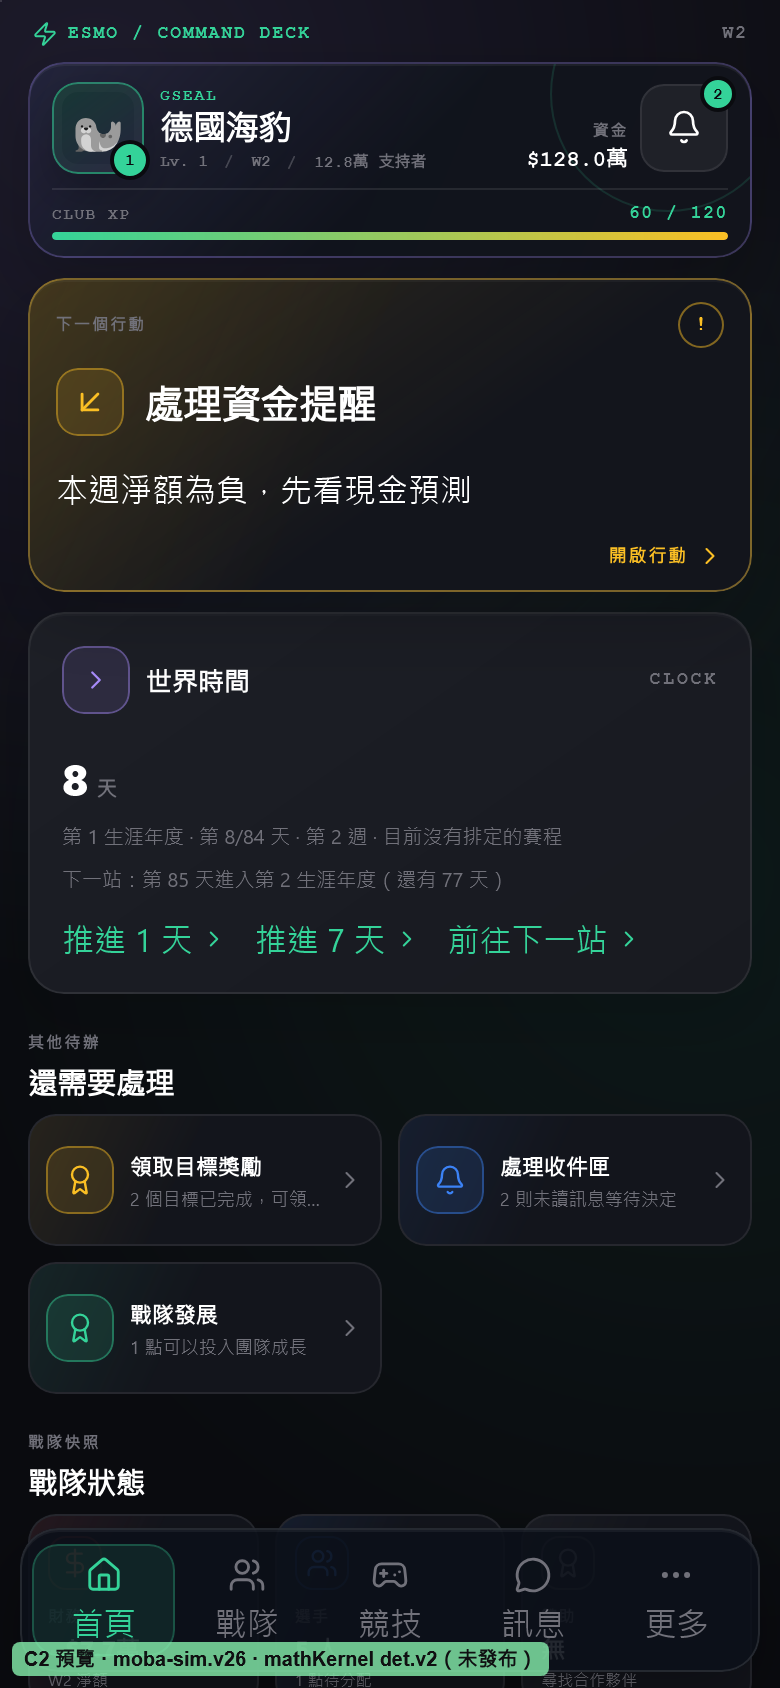 ESMO / COMMAND DECK
W2
GSEAL
德國海豹
Lv. 1 / W2 / 12.8萬 支持者
1
資金
$128.0萬
2
CLUB XP
60 / 120
下一個行動
!
處理資金提醒
本週淨額為負，先看現金預測
開啟行動
世界時間
CLOCK
8 天
第 1 生涯年度 · 第 8/84 天 · 第 2 週 · 目前沒有排定的賽程
下一站：第 85 天進入第 2 生涯年度（還有 77 天）
推進 1 天
推進 7 天
前往下一站
其他待辦
還需要處理
領取目標獎勵
2 個目標已完成，可領...
處理收件匣
2 則未讀訊息等待決定
戰隊發展
1 點可以投入團隊成長
戰隊快照
戰隊狀態
首頁
戰隊
競技
訊息
更多
選手
C2 預覽 · moba-sim.v26 · mathKernel det.v2（未發布）
W2 淨額
1 點待分配
尋找合作夥伴